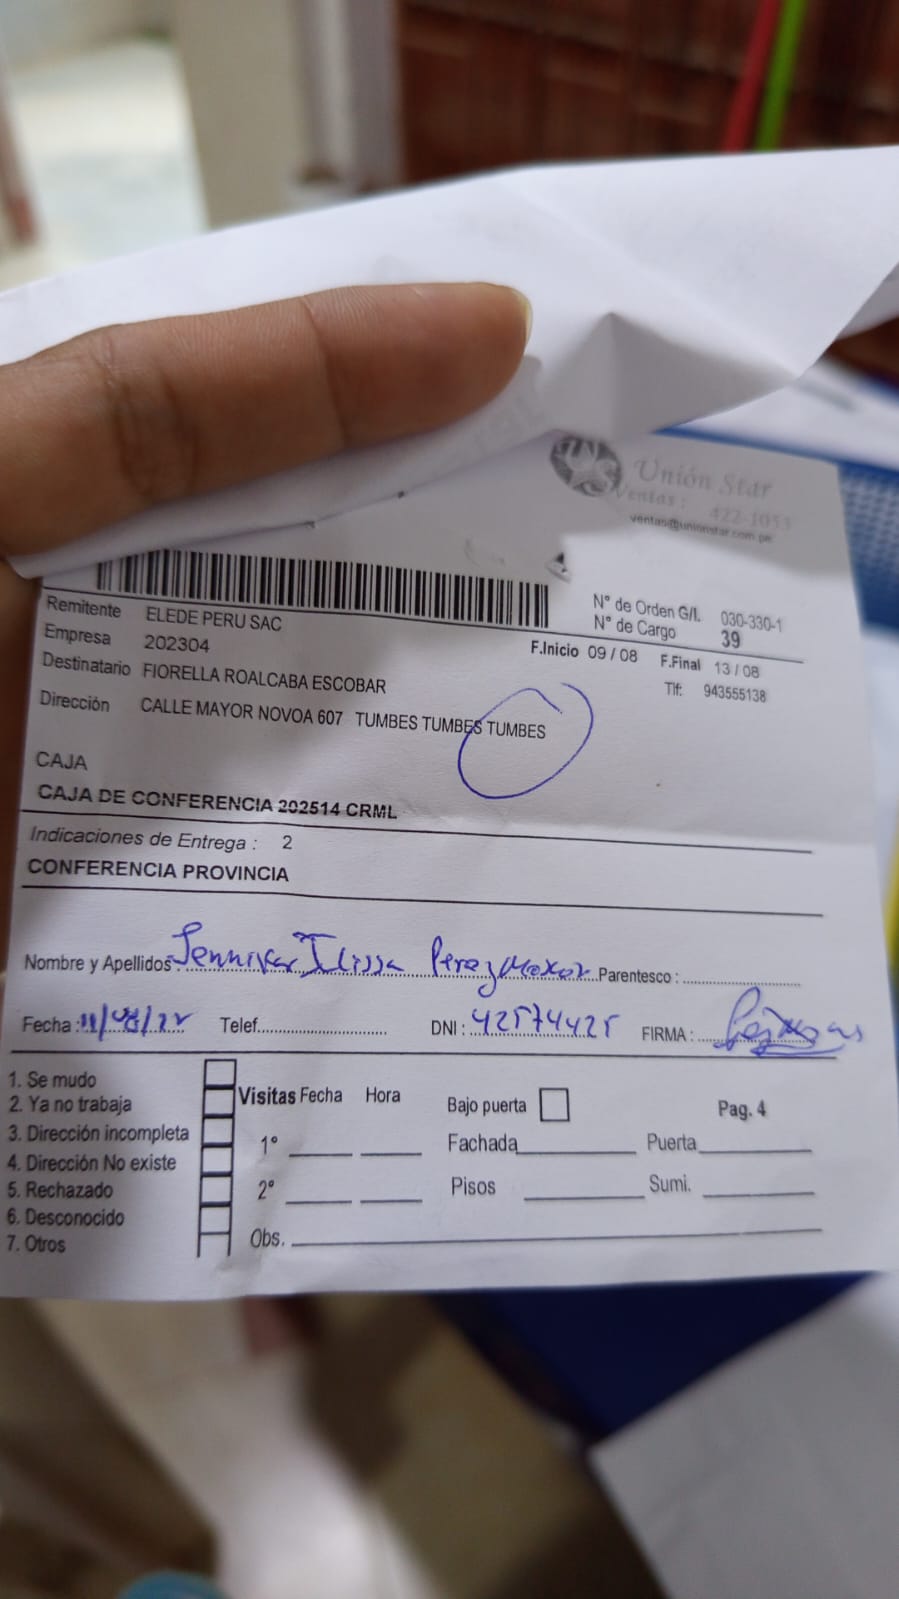 Unión Star
Ventas : 422-1053
ventas@unionstar.com.pe
Remitente ELEDE PERU SAC
N° de Orden G/I. 030-330-1
Empresa 202304
N° de Cargo 39
F.Inicio 09 / 08 F.Final 13 / 08
Destinatario FIORELLA ROALCABA ESCOBAR
Tlf: 943555138
Dirección CALLE MAYOR NOVOA 607 TUMBES TUMBES TUMBES
CAJA
CAJA DE CONFERENCIA 202514 CRML
Indicaciones de Entrega : 2
CONFERENCIA PROVINCIA
Nombre y Apellidos : Jennifer Ilissa Perez Parentesco :
Fecha : 11/08/22 Telef. DNI : 42574425 FIRMA :
1. Se mudo
2. Ya no trabaja
3. Dirección incompleta
4. Dirección No existe
5. Rechazado
6. Desconocido
7. Otros
Visitas Fecha Hora Bajo puerta Pag. 4
1° Fachada Puerta
2° Pisos Sumi.
Obs.